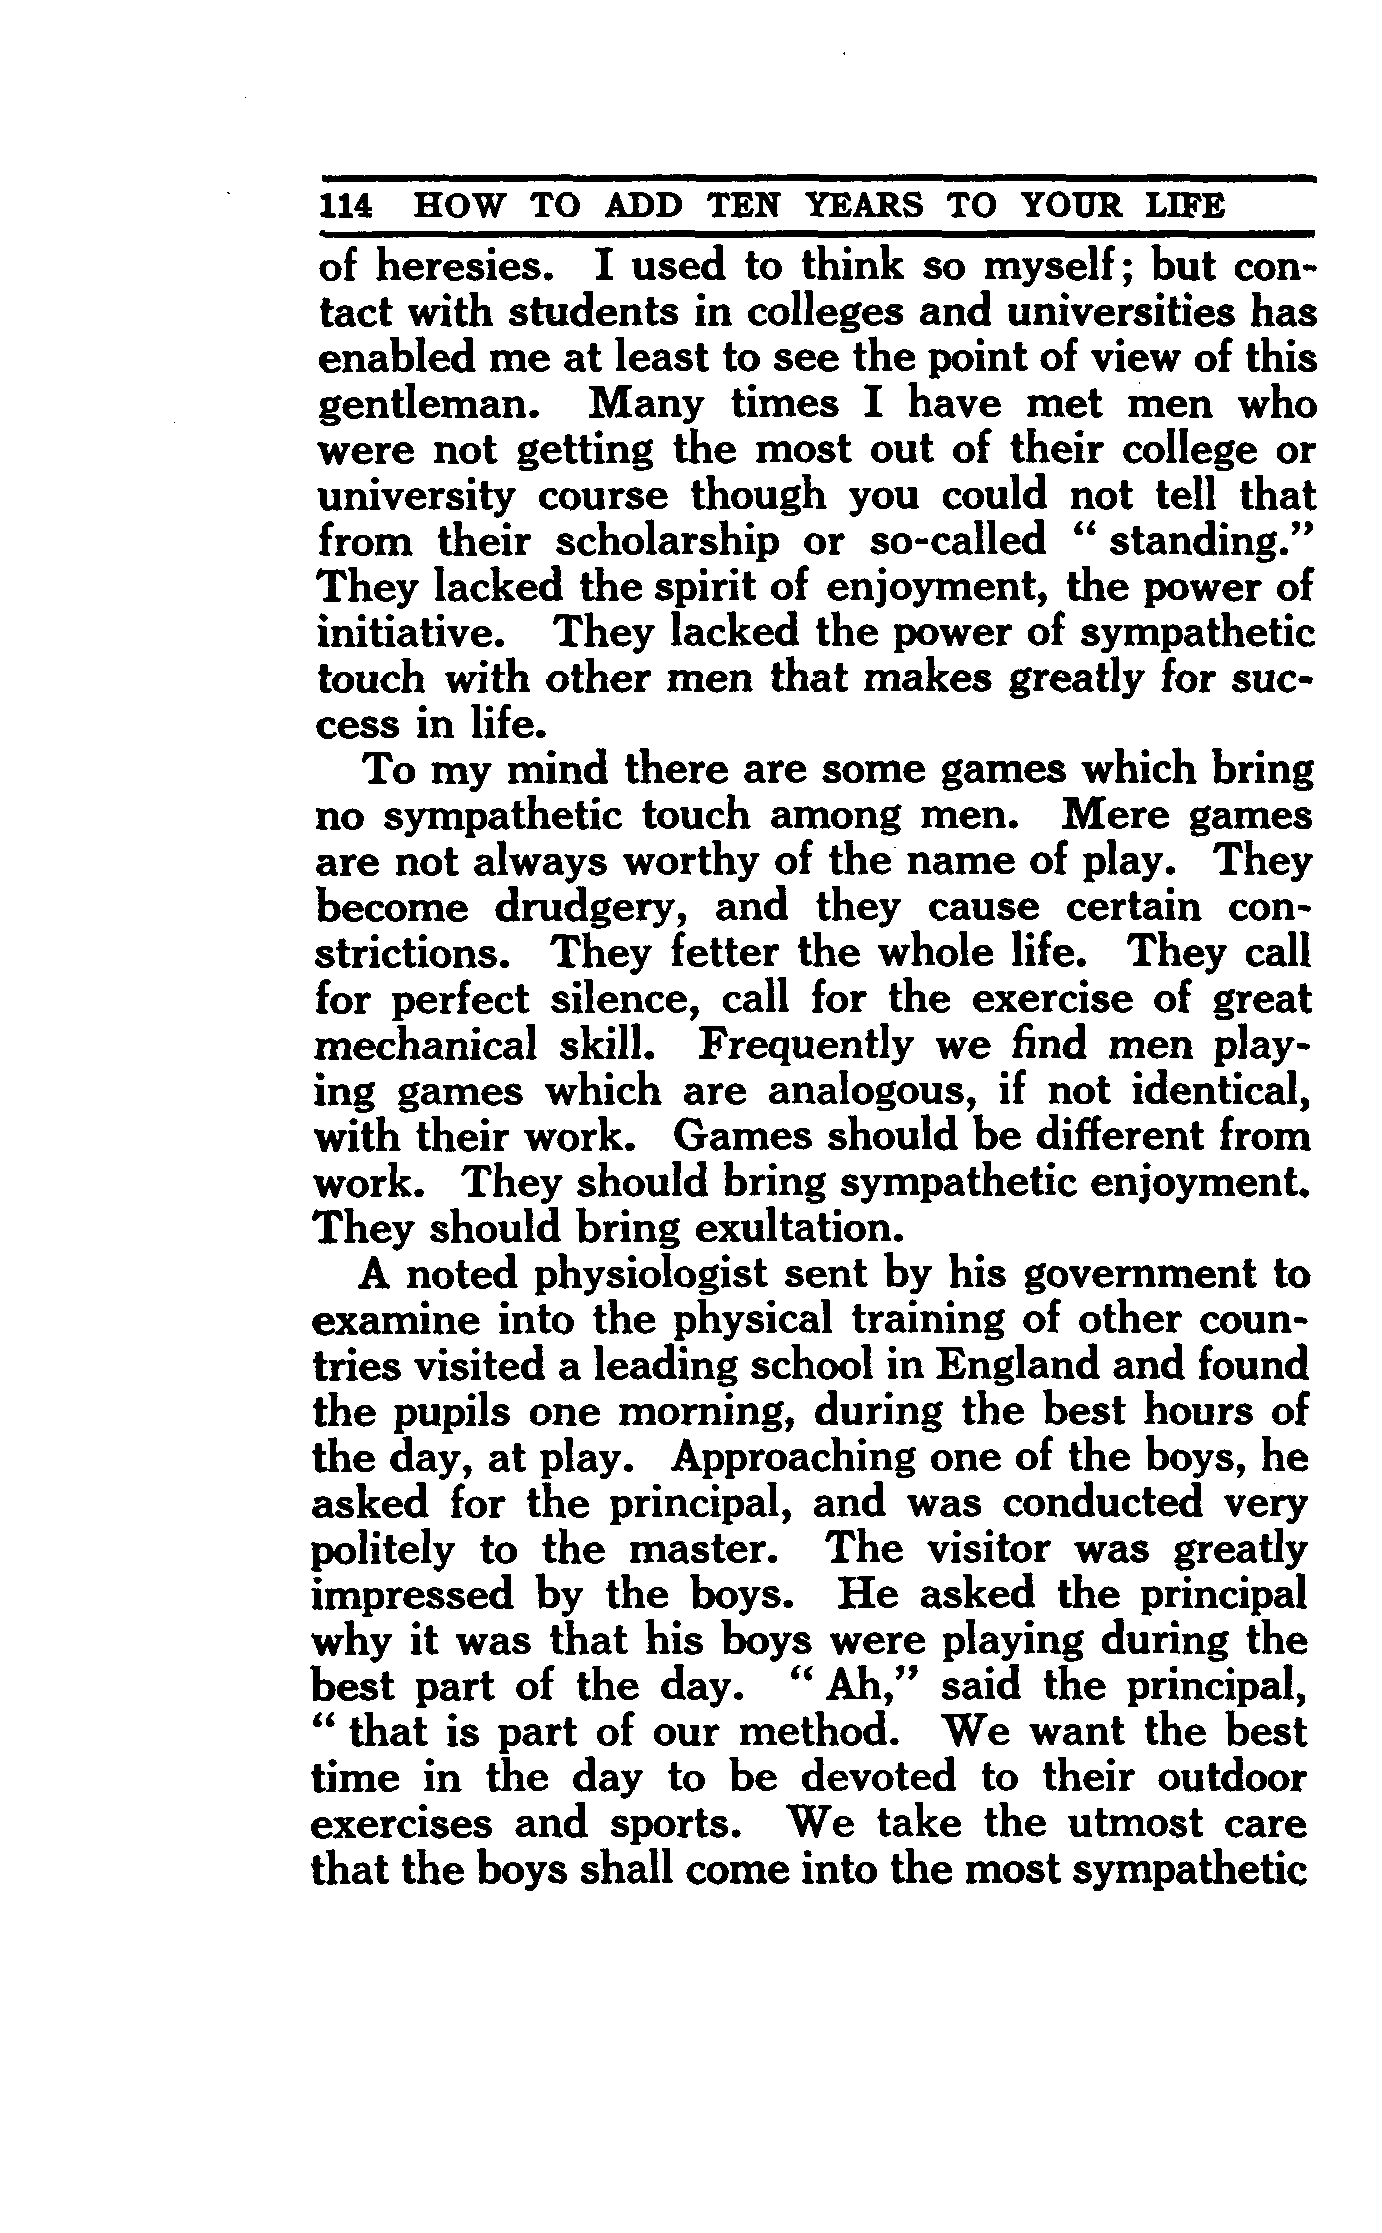 114 HOW TO ADD TEN YEARS TO YOUR LIFE
of heresies. I used to think so myself; but con-
tact with students in colleges and universities has
enabled me at least to see the point of view of this
gentleman. Many times I have met men who
were not getting the most out of their college or
university course though you could not tell that
from their scholarship or so-called “ standing.”
They lacked the spirit of enjoyment, the power of
initiative. They lacked the power of sympathetic
touch with other men that makes greatly for suc-
cess in life.
To my mind there are some games which bring
no sympathetic touch among men. Mere games
are not always worthy of the name of play. They
become drudgery, and they cause certain con-
strictions. They fetter the whole life. They call
for perfect silence, call for the exercise of great
mechanical skill. Frequently we find men play-
ing games which are analogous, if not identical,
with their work. Games should be different from
work. They should bring sympathetic enjoyment.
They should bring exultation.
A noted physiologist sent by his government to
examine into the physical training of other coun-
tries visited a leading school in England and found
the pupils one morning, during the best hours of
the day, at play. Approaching one of the boys, he
asked for the principal, and was conducted very
politely to the master. The visitor was greatly
impressed by the boys. He asked the principal
why it was that his boys were playing during the
best part of the day. “ Ah,” said the principal,
“ that is part of our method. We want the best
time in the day to be devoted to their outdoor
exercises and sports. We take the utmost care
that the boys shall come into the most sympathetic